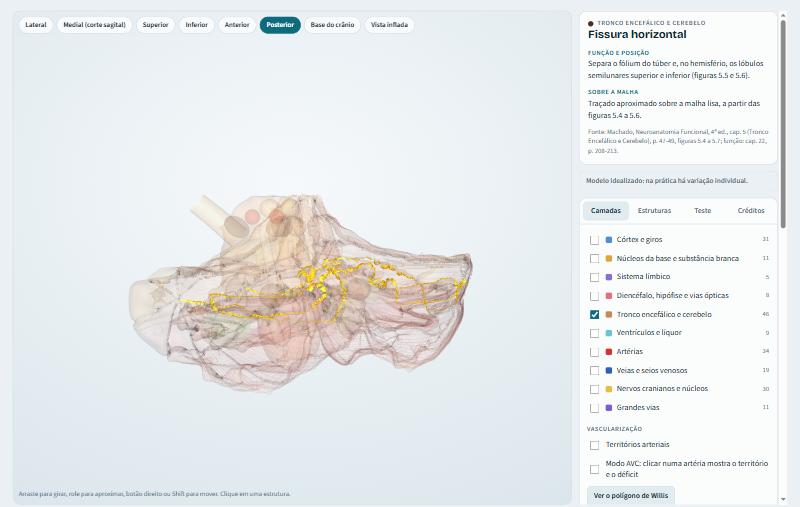 Lateral
Medial (corte sagital)
Superior
Inferior
Anterior
Posterior
Base do crânio
Vista inflada
Arraste para girar, role para aproximar, botão direito ou Shift para mover. Clique em uma estrutura.
TRONCO ENCEFÁLICO E CEREBELO
Fissura horizontal
FUNÇÃO E POSIÇÃO
Separa o fólium do túber e, no hemisfério, os lóbulos
semilunares superior e inferior (figuras 5.5 e 5.6).
SOBRE A MALHA
Traçado aproximado sobre a malha lisa, a partir das
figuras 5.4 a 5.6.
Fonte: Machado, Neuroanatomia Funcional, 4ª ed., cap. 5 (Tronco
Encefálico e Cerebelo), p. 47-49, figuras 5.4 a 5.7; função: cap. 22,
p. 208-213.
Modelo idealizado: na prática há variação individual.
Camadas
Estruturas
Teste
Créditos
Córtex e giros 31
Núcleos da base e substância branca 11
Sistema límbico 5
Diencéfalo, hipófise e vias ópticas 8
Tronco encefálico e cerebelo 46
Ventrículos e líquor 9
Artérias 34
Veias e seios venosos 19
Nervos cranianos e núcleos 30
Grandes vias 11
VASCULARIZAÇÃO
Territórios arteriais
Modo AVC: clicar numa artéria mostra o território
e o déficit
Ver o polígono de Willis